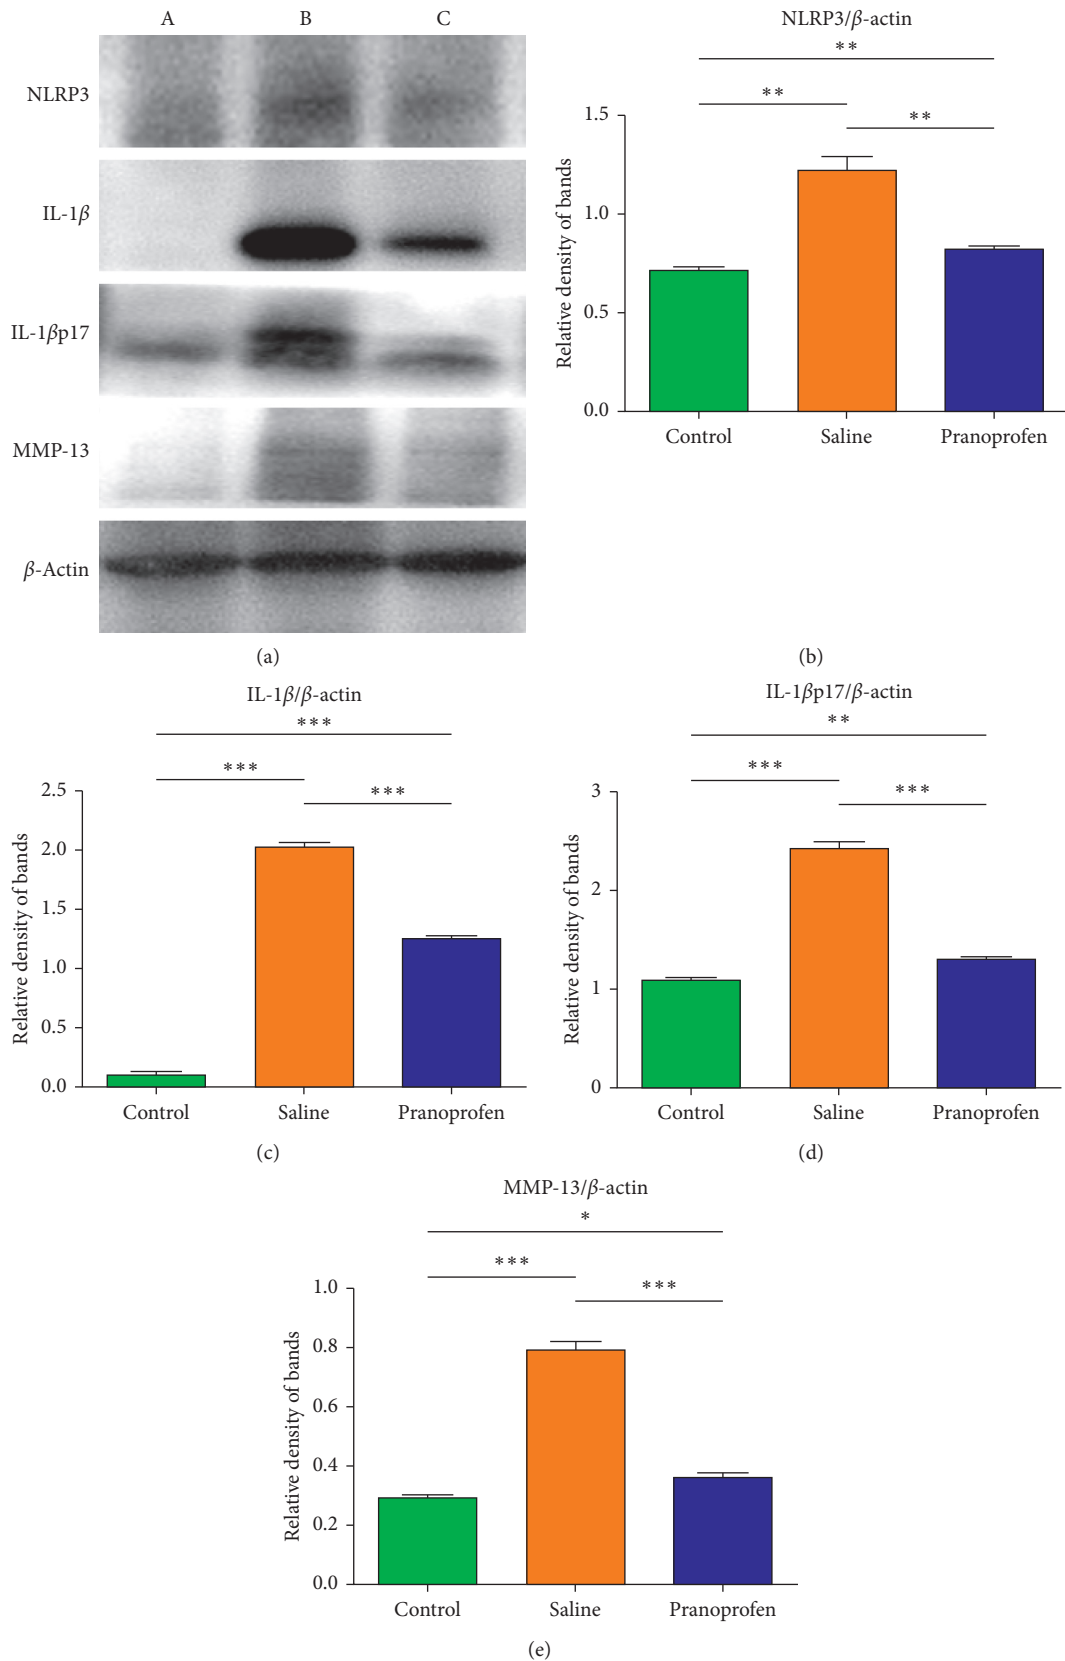 A B C
NLRP3
IL-1β
IL-1βp17
MMP-13
β-Actin
(a)
NLRP3/β-actin
**
**
**
Relative density of bands
1.5
1.0
0.5
0.0
Control Saline Pranoprofen
(b)
IL-1β/β-actin
***
***
***
Relative density of bands
2.5
2.0
1.5
1.0
0.5
0.0
Control Saline Pranoprofen
(c)
IL-1βp17/β-actin
**
***
***
Relative density of bands
3
2
1
0
Control Saline Pranoprofen
(d)
MMP-13/β-actin
*
***
***
Relative density of bands
1.0
0.8
0.6
0.4
0.2
0.0
Control Saline Pranoprofen
(e)